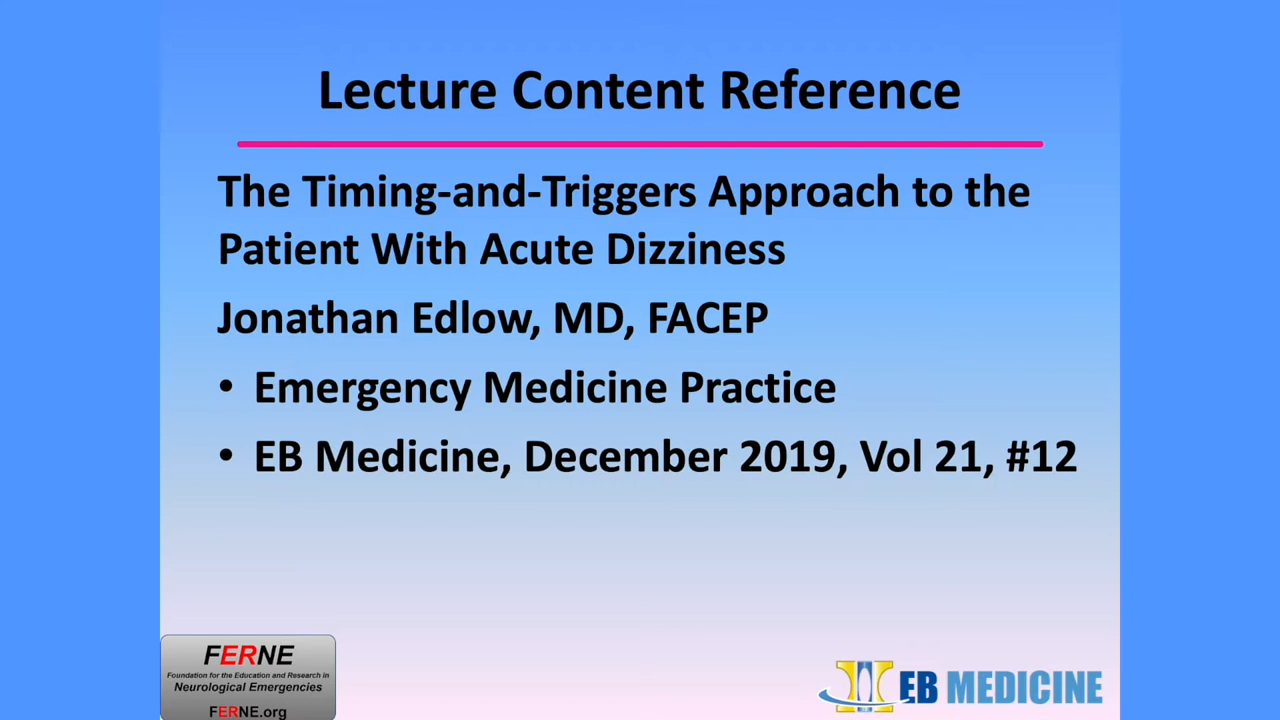 Lecture Content Reference
The Timing-and-Triggers Approach to the
Patient With Acute Dizziness
Jonathan Edlow, MD, FACEP
• Emergency Medicine Practice
• EB Medicine, December 2019, Vol 21, #12
FERNE
Foundation for the Education and Research in
Neurological Emergencies
FERNE.org
EB MEDICINE